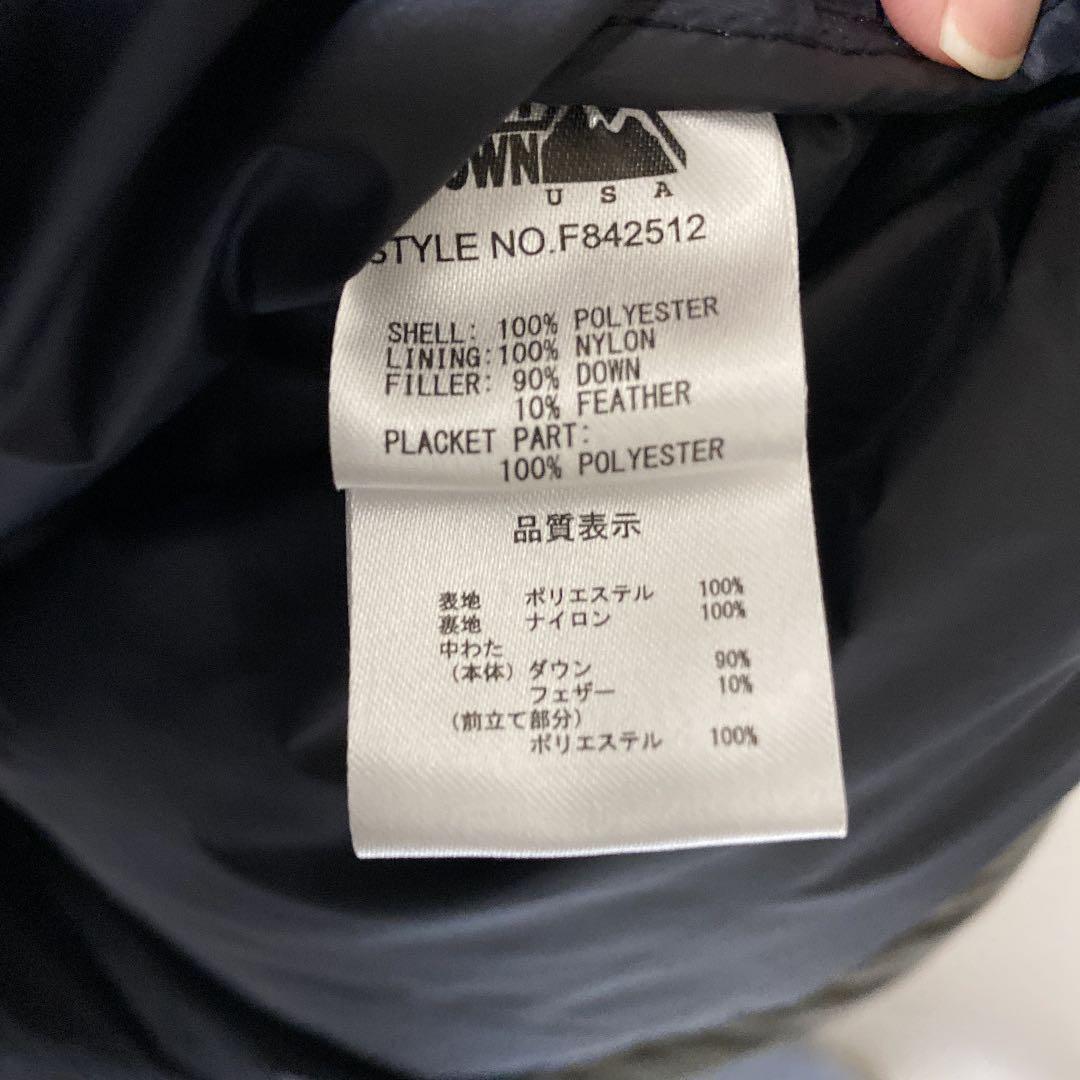 DOWN
USA
STYLE NO.F842512
SHELL: 100% POLYESTER
LINING:100% NYLON
FILLER: 90% DOWN
10% FEATHER
PLACKET PART:
100% POLYESTER
品質表示
表地 ポリエステル 100%
裏地 ナイロン 100%
中わた
(本体) ダウン 90%
フェザー 10%
(前立て部分)
ポリエステル 100%